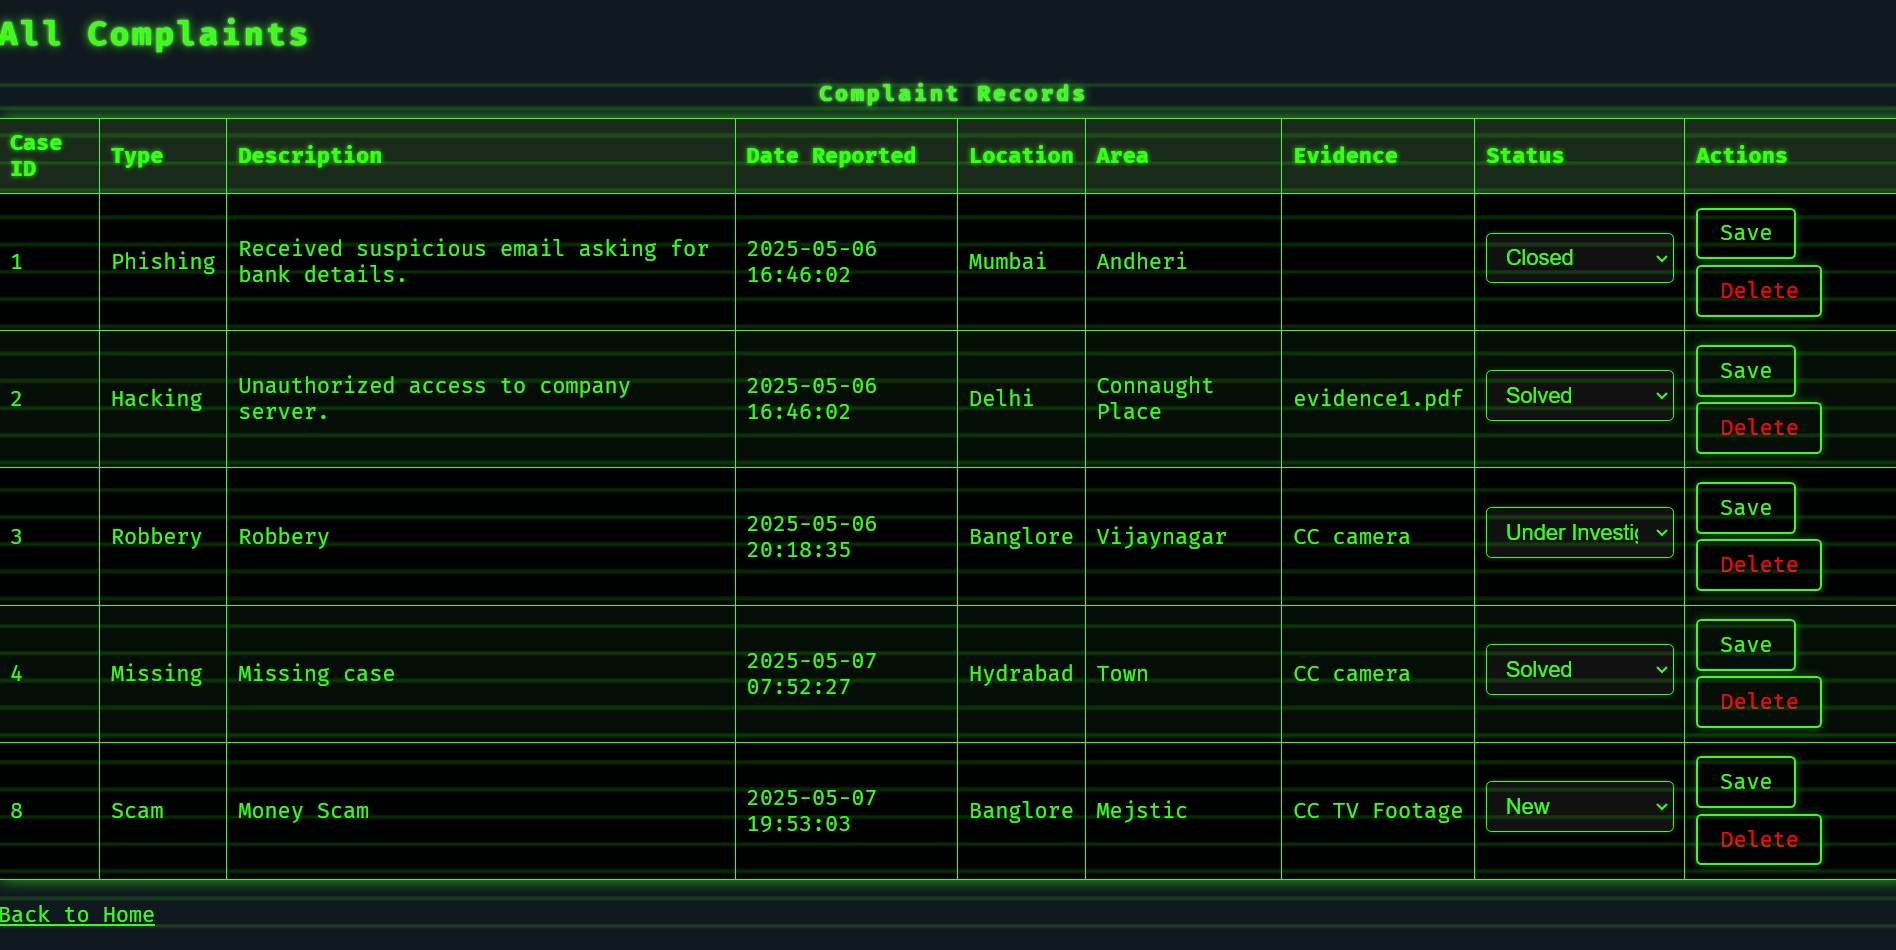 All Complaints
Complaint Records
Case ID Type Description Date Reported Location Area Evidence Status Actions
1 Phishing Received suspicious email asking for bank details. 2025-05-06 16:46:02 Mumbai Andheri Closed Save Delete
2 Hacking Unauthorized access to company server. 2025-05-06 16:46:02 Delhi Connaught Place evidence1.pdf Solved Save Delete
3 Robbery Robbery 2025-05-06 20:18:35 Banglore Vijaynagar CC camera Under Investig Save Delete
4 Missing Missing case 2025-05-07 07:52:27 Hydrabad Town CC camera Solved Save Delete
8 Scam Money Scam 2025-05-07 19:53:03 Banglore Mejstic CC TV Footage New Save Delete
Back to Home